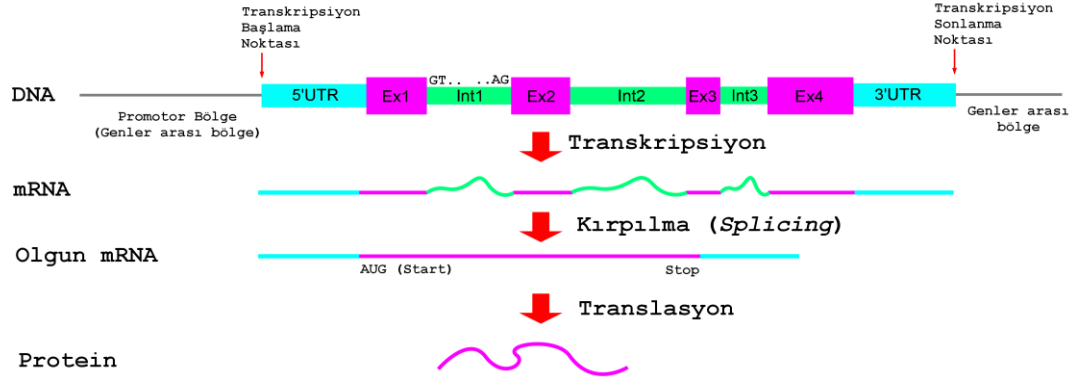 Transkripsiyon
Başlama
Noktası
Transkripsiyon
Sonlanma
Noktası
GT.. ..AG
DNA
5'UTR
Ex1
Int1
Ex2
Int2
Ex3
Int3
Ex4
3'UTR
Promotor Bölge
(Genler arası bölge)
Genler arası
bölge
Transkripsiyon
mRNA
Kırpılma (Splicing)
Olgun mRNA
AUG (Start)
Stop
Translasyon
Protein